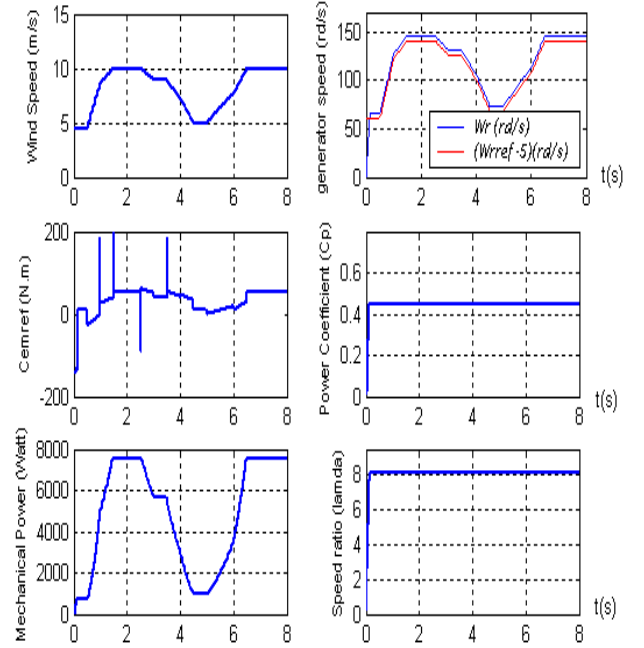 Wind Speed (m/s)
15
10
5
0
0 2 4 6 8
generator speed (rd/s)
150
100
50
0
Wr (rd/s)
(Wrref -5)(rd/s)
0 2 4 6 8
t(s)
Cemref (N.m)
200
0
-200
0 2 4 6 8
Power Coefficient (Cp)
0.6
0.4
0.2
0
0 2 4 6 8
t(s)
Mechanical Power (Watt)
8000
6000
4000
2000
0
0 2 4 6 8
Speed ratio (lamda)
8
6
4
2
0
0 2 4 6 8
t(s)